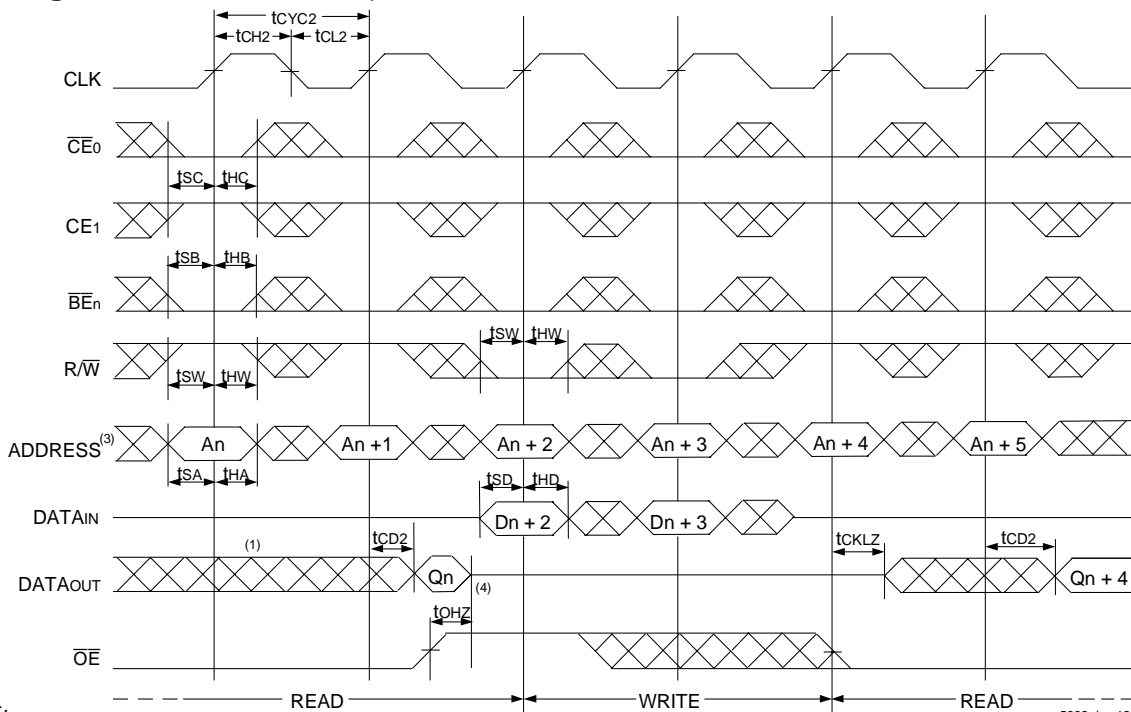 tCYC2
tCH2 tCL2
CLK
CE0
tSC tHC
CE1
tSB tHB
BEn
tSW tHW
R/W
tSW tHW
ADDRESS(3) An An +1 An + 2 An + 3 An + 4 An + 5
tSA tHA tSD tHD
DATAIN Dn + 2 Dn + 3
(1) tCD2 tCKLZ tCD2
DATAOUT Qn Qn + 4
(4)
tOHZ
OE
READ WRITE READ